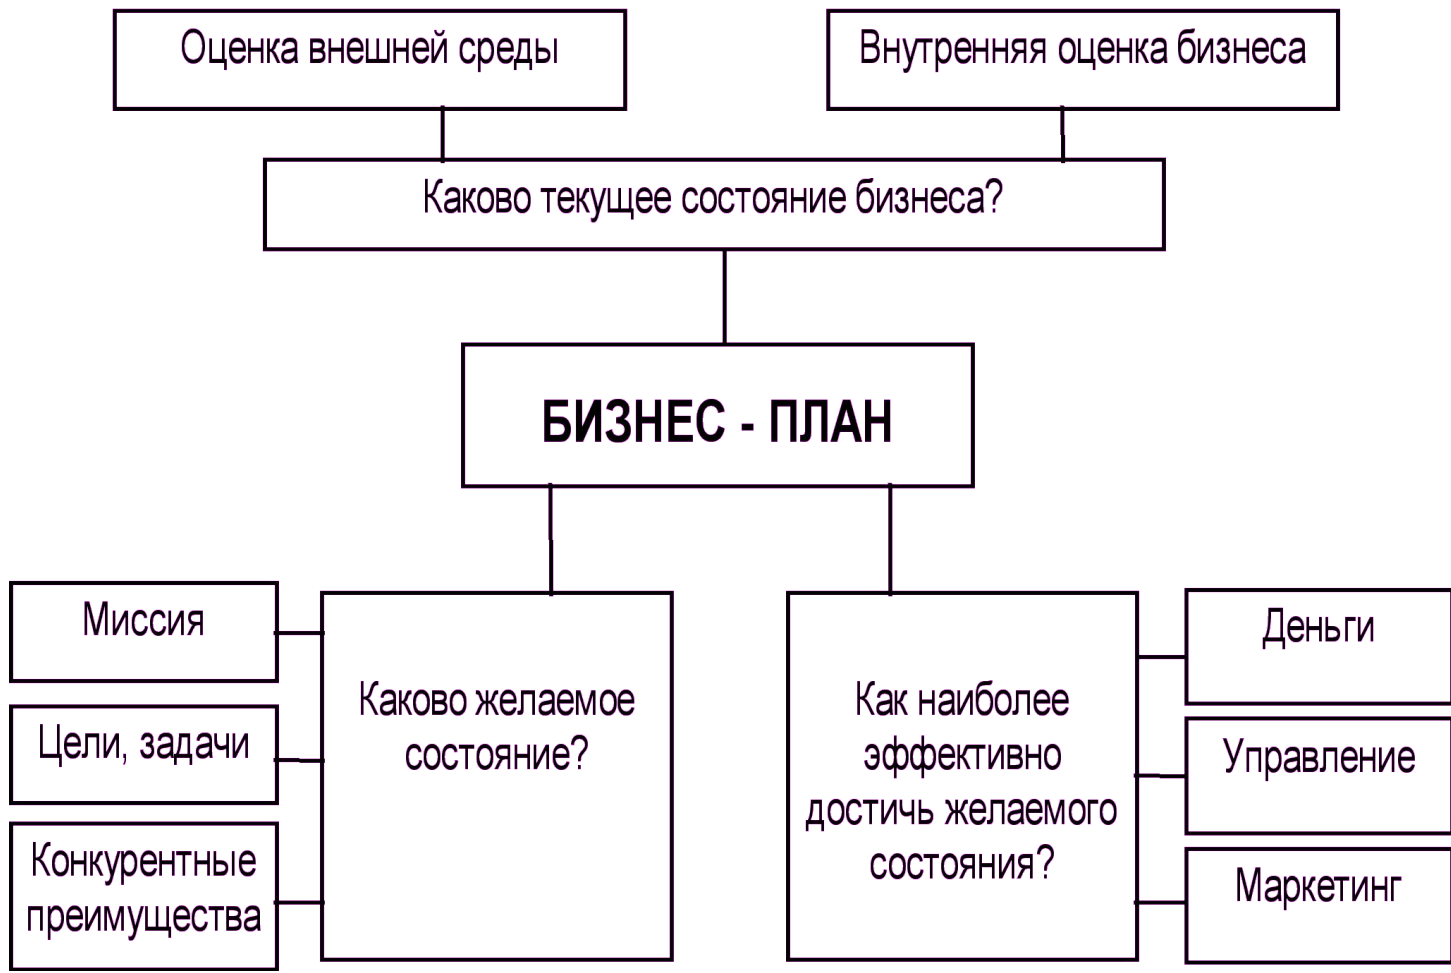 Оценка внешней среды
Внутренняя оценка бизнеса
Каково текущее состояние бизнеса?
БИЗНЕС - ПЛАН
Миссия
Цели, задачи
Конкурентные
преимущества
Каково желаемое
состояние?
Как наиболее
эффективно
достичь желаемого
состояния?
Деньги
Управление
Маркетинг